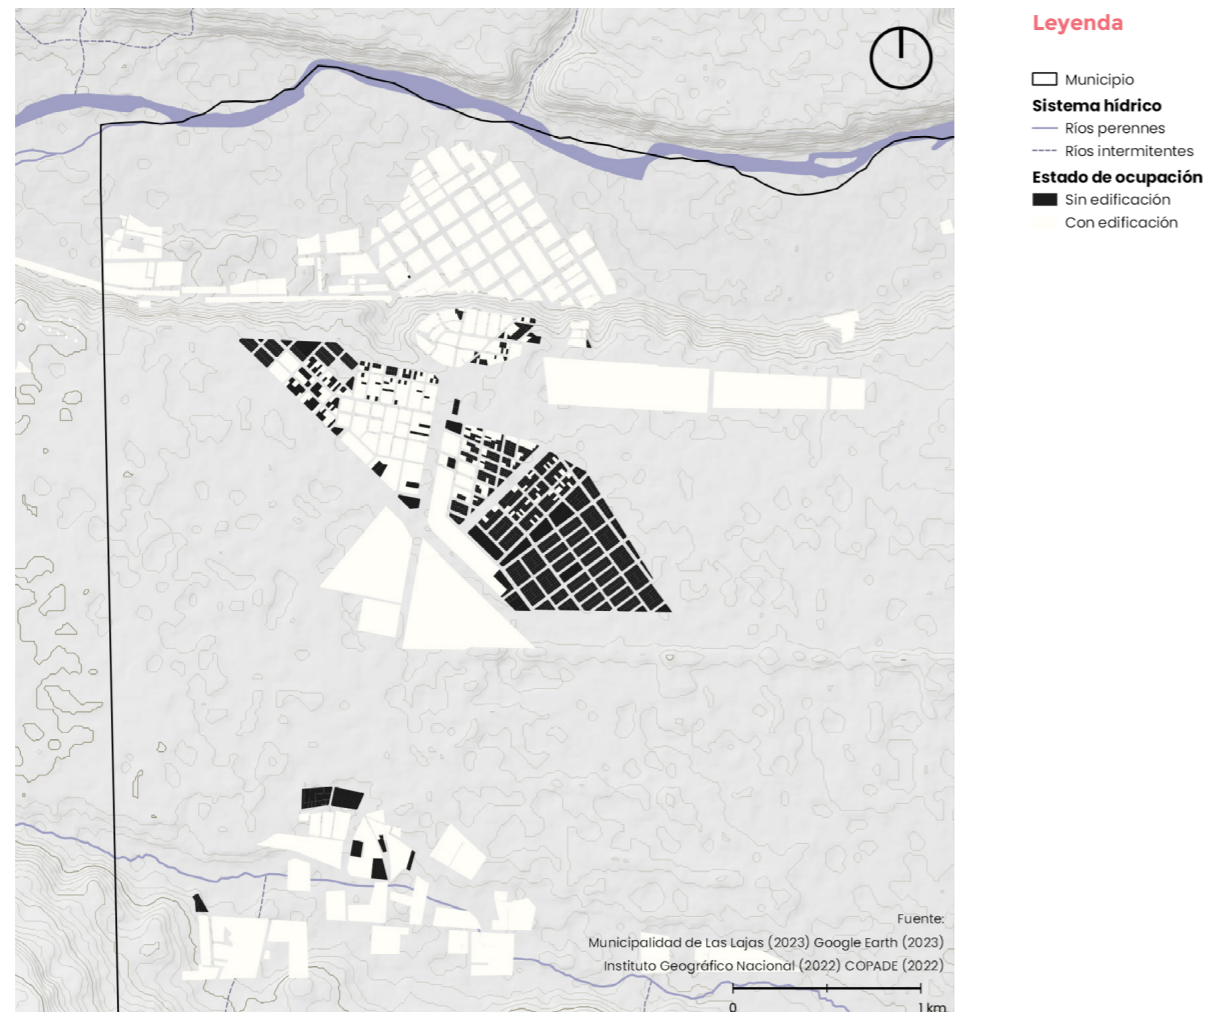 Leyenda
Municipio
Sistema hídrico
Ríos perennes
Ríos intermitentes
Estado de ocupación
Sin edificación
Con edificación
Fuente:
Municipalidad de Las Lajas (2023) Google Earth (2023)
Instituto Geográfico Nacional (2022) COPADE (2022)
0 1 km